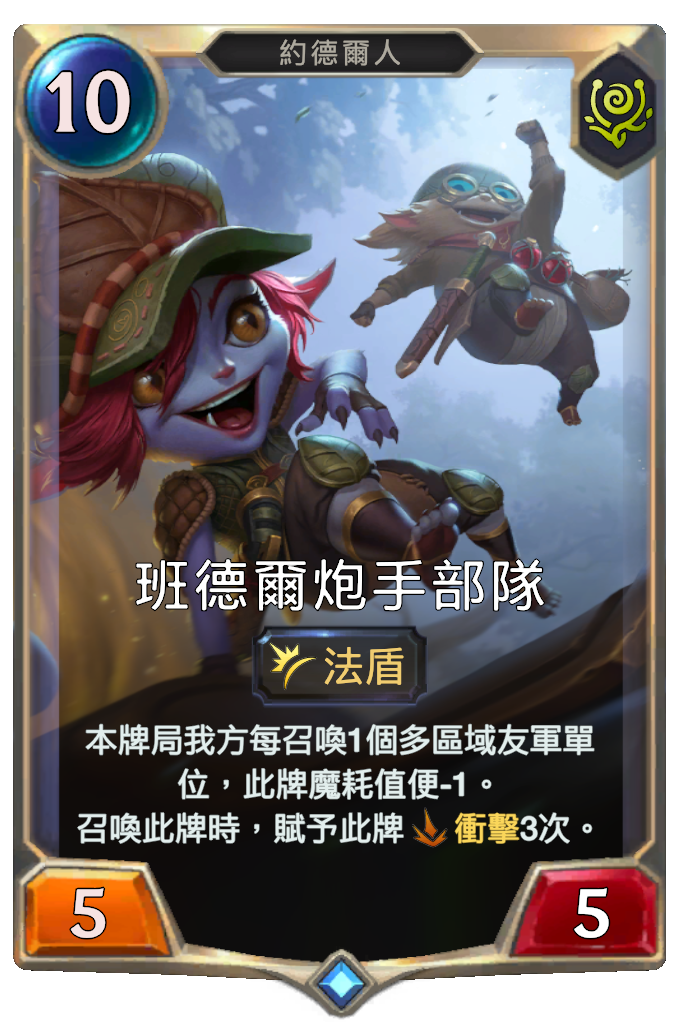 約德爾人
10
班德爾炮手部隊
法盾
本牌局我方每召喚1個多區域友軍單
位，此牌魔耗值便-1。
召喚此牌時，賦予此牌衝擊3次。
5
5